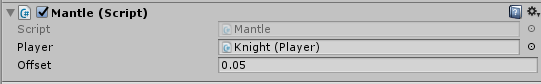 Mantle (Script)
Script Mantle
Player Knight (Player)
Offset 0.05